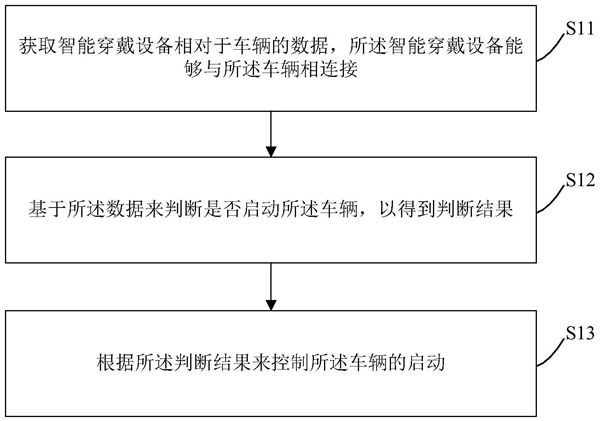 获取智能穿戴设备相对于车辆的数据，所述智能穿戴设备能
够与所述车辆相连接
S11
基于所述数据来判断是否启动所述车辆，以得到判断结果
S12
根据所述判断结果来控制所述车辆的启动
S13